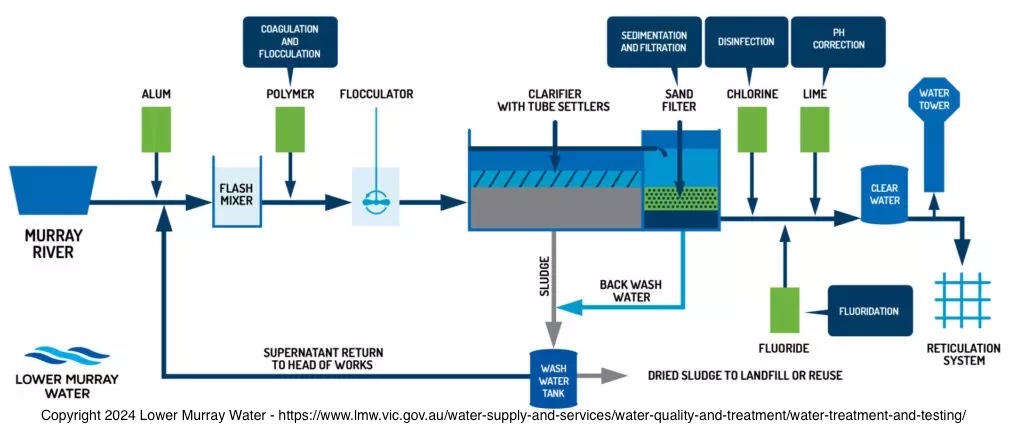 COAGULATION
AND
FLOCCULATION
SEDIMENTATION
AND FILTRATION
DISINFECTION
PH
CORRECTION
ALUM
POLYMER
FLOCCULATOR
CLARIFIER
WITH TUBE SETTLERS
SAND
FILTER
CHLORINE
LIME
WATER
TOWER
FLASH
MIXER
CLEAR
WATER
MURRAY
RIVER
SLUDGE
BACK WASH
WATER
FLUORIDATION
FLUORIDE
RETICULATION
SYSTEM
SUPERNATANT RETURN
TO HEAD OF WORKS
WASH
WATER
TANK
DRIED SLUDGE TO LANDFILL OR REUSE
LOWER MURRAY
WATER
Copyright 2024 Lower Murray Water - https://www.lmw.vic.gov.au/water-supply-and-services/water-quality-and-treatment/water-treatment-and-testing/